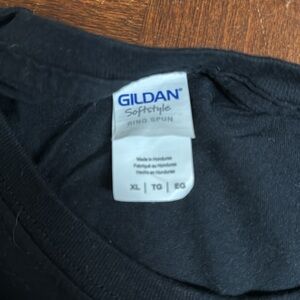 GILDAN®
Softstyle
RING SPUN
Made in Honduras
Fabriqué au Honduras
Hecho en Honduras
XL | TG | EG